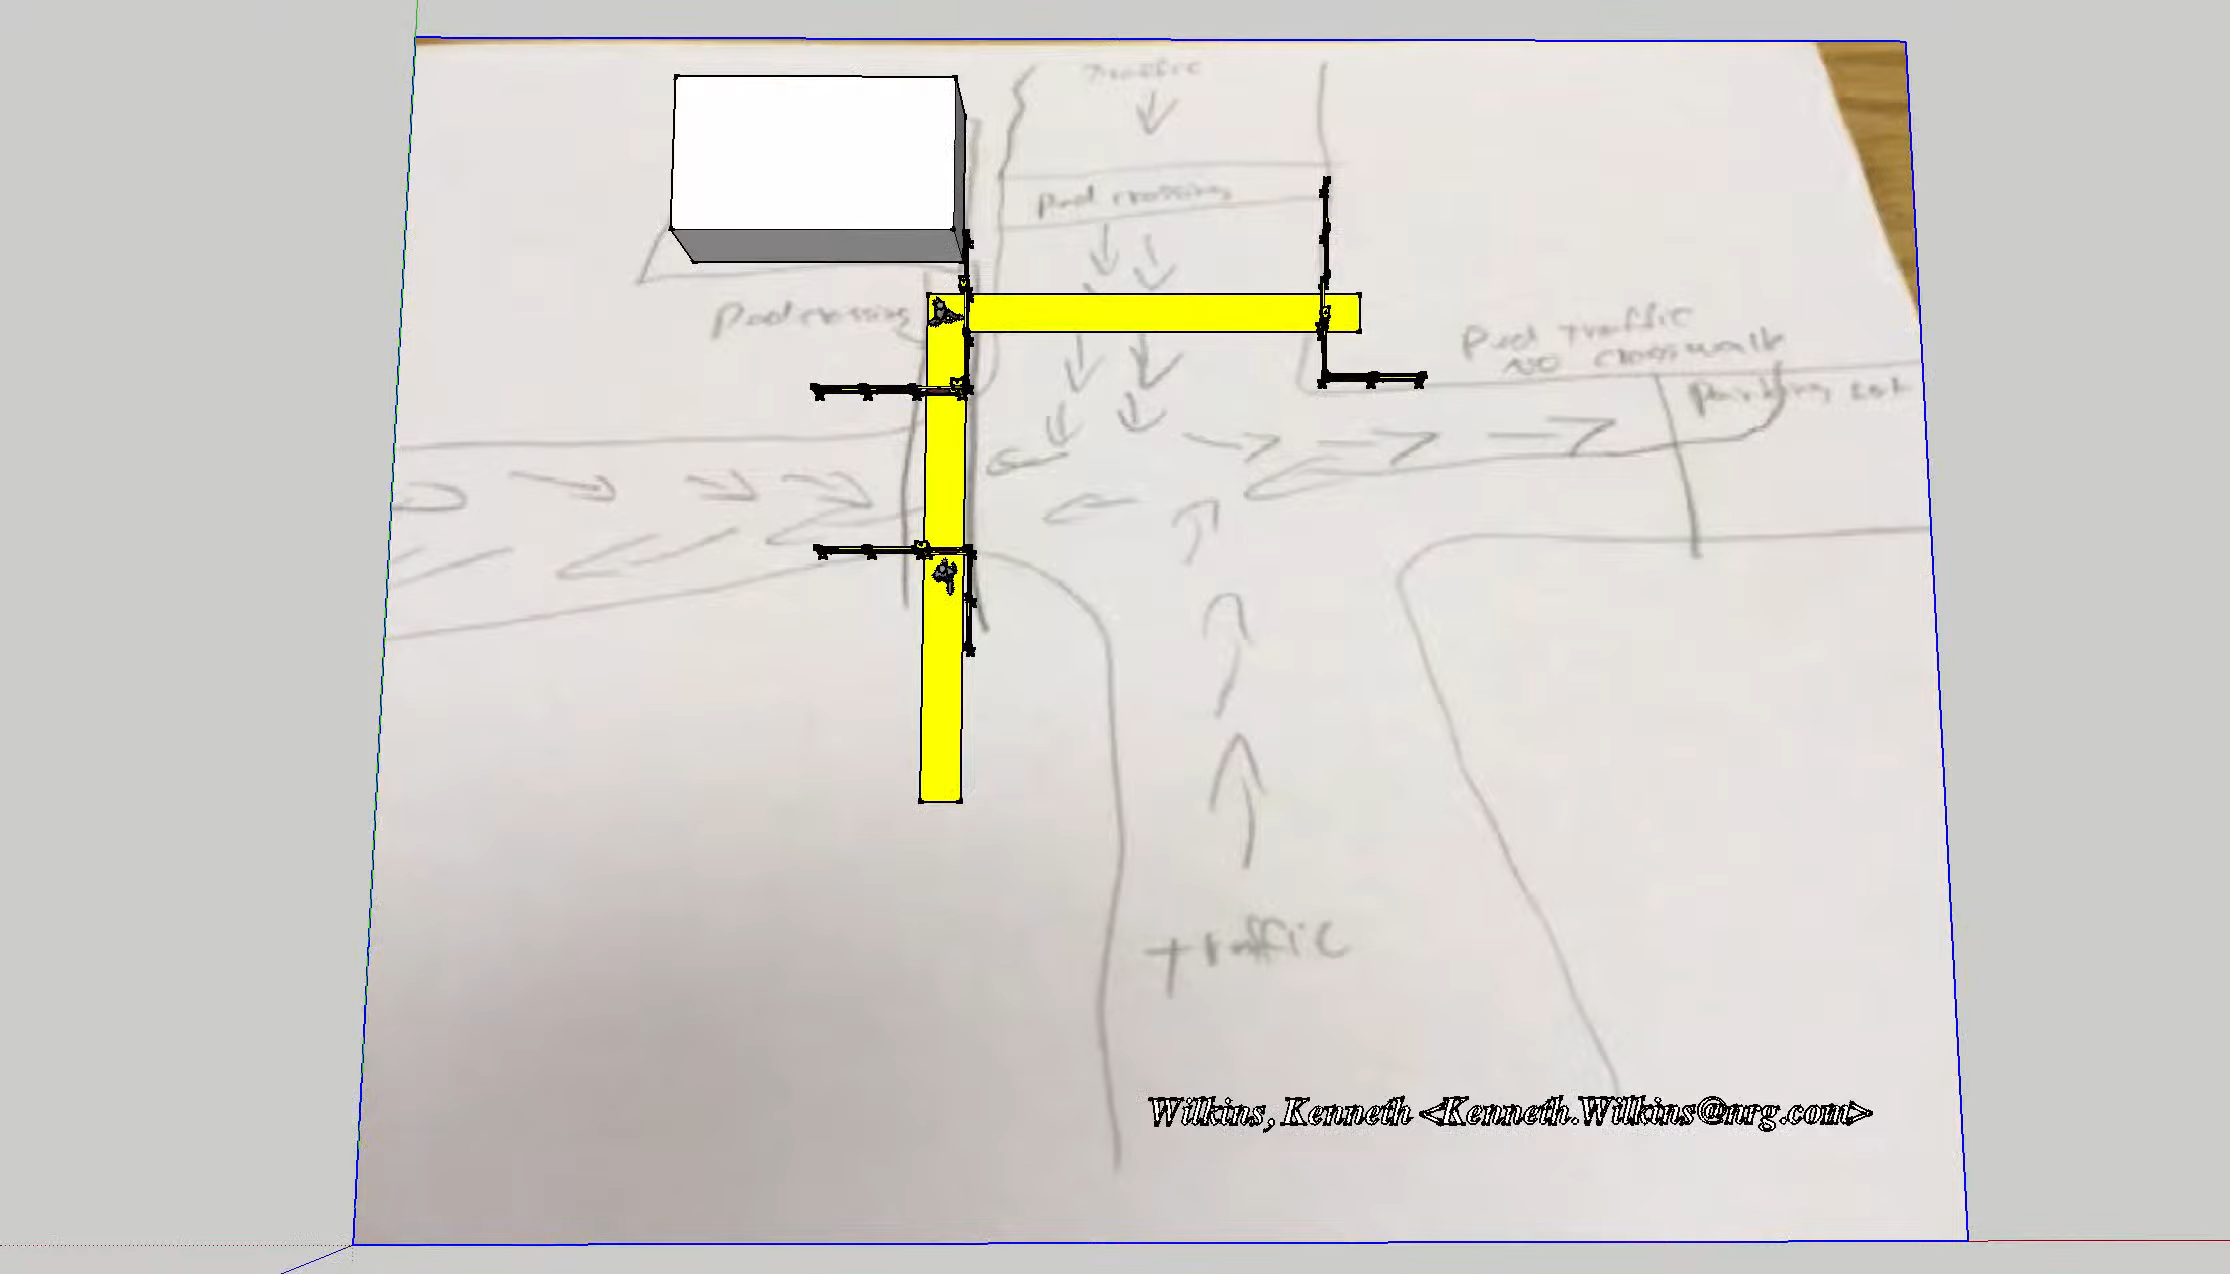 Traffic
Ped crossing
Ped crossing
Ped Traffic
NO crosswalk
Parking Lot
Traffic
Wilkins, Kenneth <Kenneth.Wilkins@nrg.com>